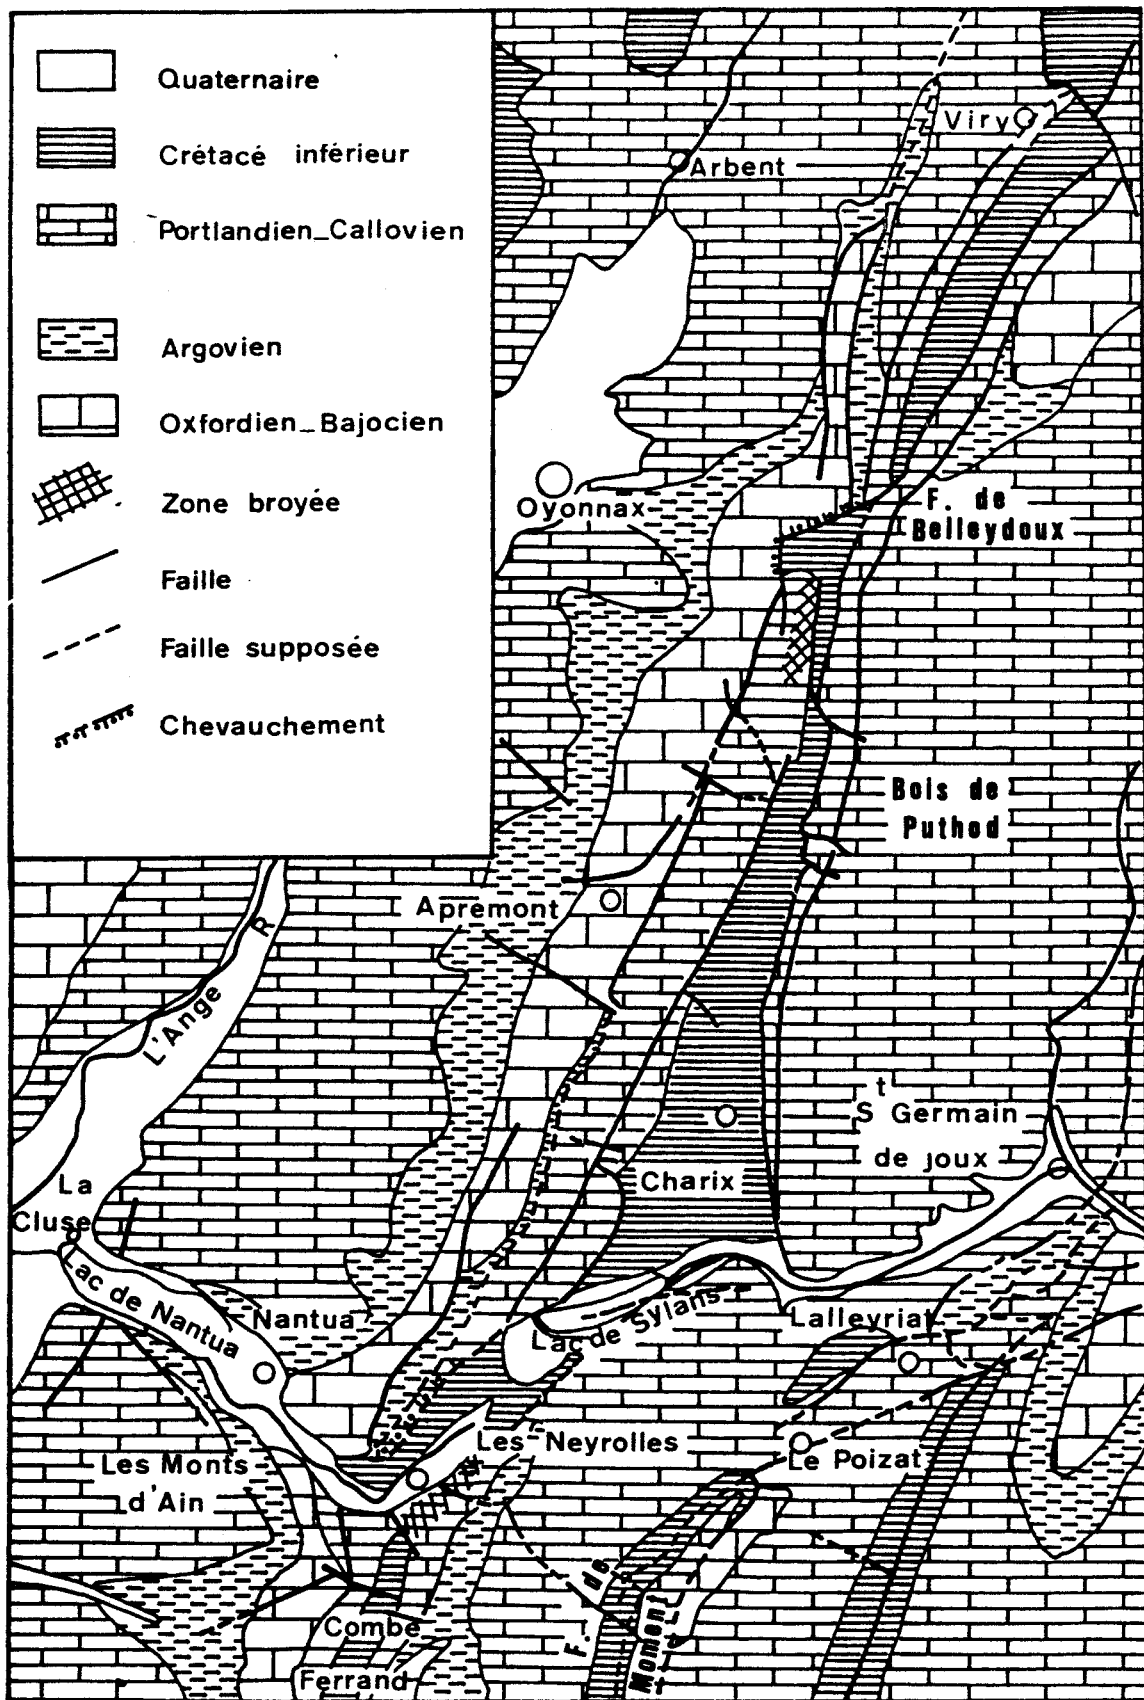 Quaternaire
Crétacé inférieur
Portlandien_Callovien
Argovien
Oxfordien_Bajocien
Zone broyée
Faille
Faille supposée
Chevauchement
Viry
Arbent
Oyonnax
F. de
Belleydoux
Bois de
Puthod
Apremont
L'Ange R
St Germain
de joux
Charix
La
Cluse
Lac de Nantua
Nantua
Lac de Sylans
Lalleyriat
Les Neyrolles
Le Poizat
Les Monts
d'Ain
F. de
Momont
Combe
Ferrand